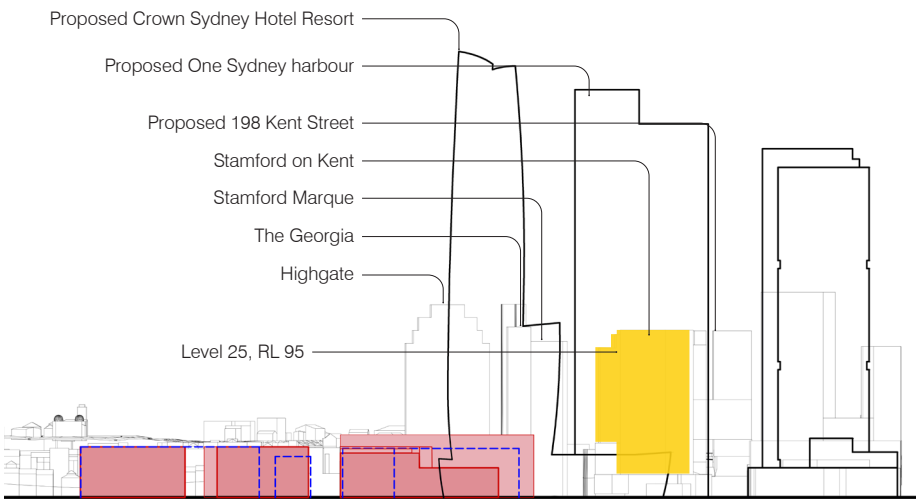 Proposed Crown Sydney Hotel Resort
Proposed One Sydney harbour
Proposed 198 Kent Street
Stamford on Kent
Stamford Marque
The Georgia
Highgate
Level 25, RL 95